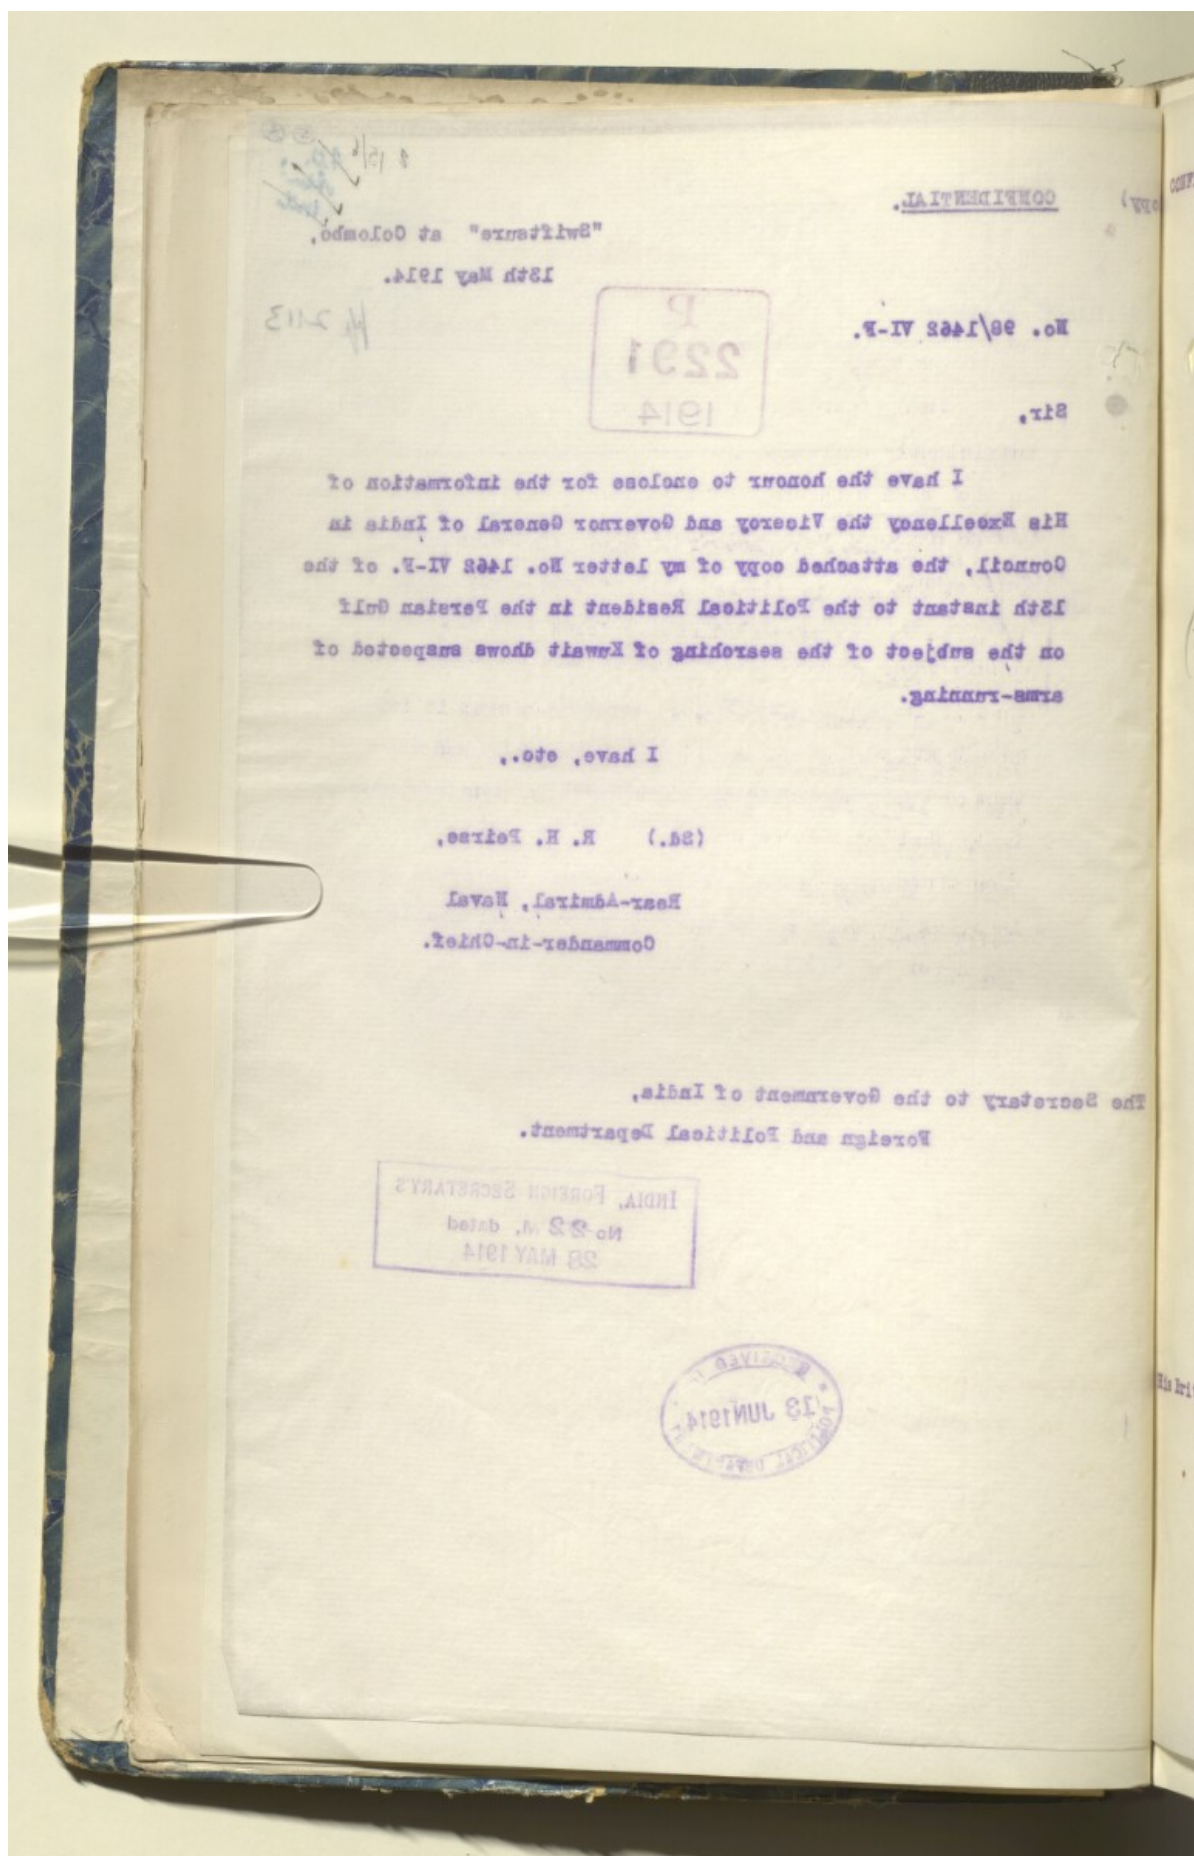 CONFIDENTIAL.
"Swiftsure" at Colombo,
13th May 1914.
No. 98/1462 VI-F.
P
2291
1914
2113
Sir,
I have the honour to enclose for the information of
His Excellency the Viceroy and Governor General of India in
Council, the attached copy of my letter No. 1462 VI-F. of the
13th instant to the Political Resident in the Persian Gulf
on the subject of the searching of Kuwait dhows suspected of
arms-running.
I have, etc.,
(Sd.) R. H. Peirse,
Rear-Admiral, Naval
Commander-in-Chief.
The Secretary to the Government of India,
Foreign and Political Department.
INDIA, FOREIGN SECRETARY'S
No 22 M, dated
28 MAY 1914
RECEIVED
13 JUN 1914
POLITICAL DEPARTMENT